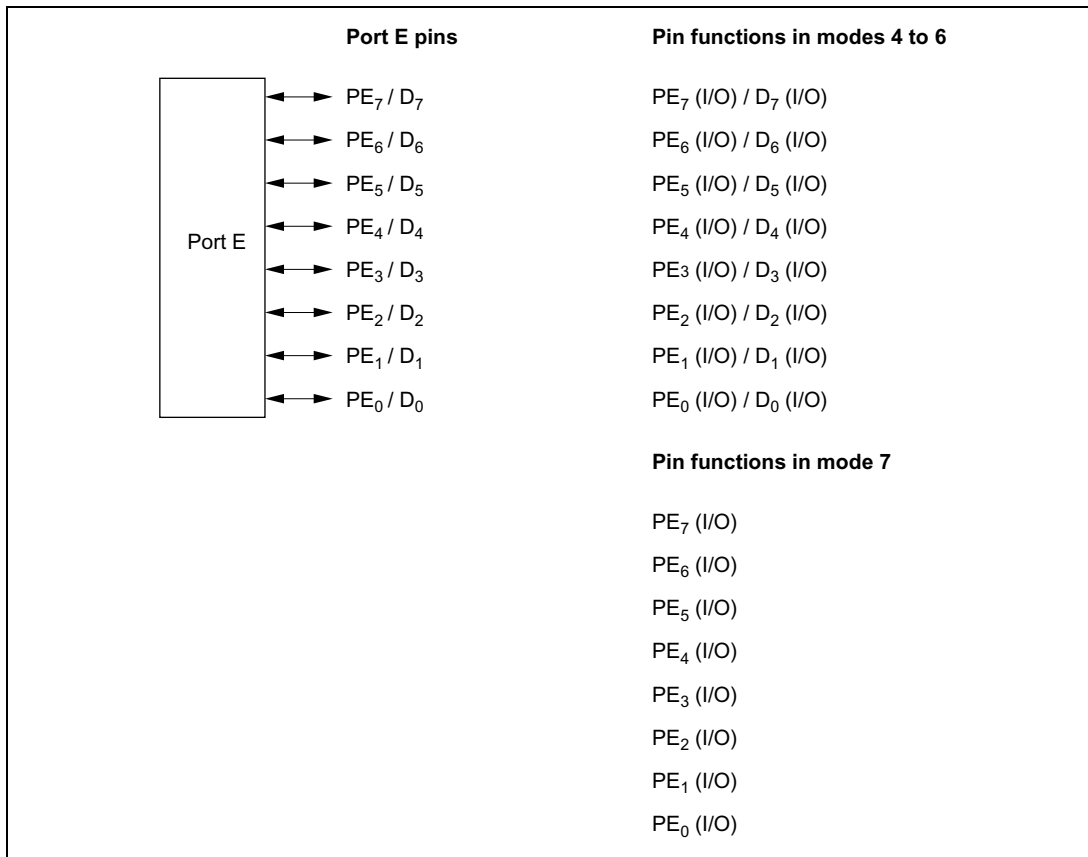 Port E pins Pin functions in modes 4 to 6
PE₇ / D₇ PE₇ (I/O) / D₇ (I/O)
PE₆ / D₆ PE₆ (I/O) / D₆ (I/O)
PE₅ / D₅ PE₅ (I/O) / D₅ (I/O)
PE₄ / D₄ PE₄ (I/O) / D₄ (I/O)
Port E
PE₃ / D₃ PE3 (I/O) / D₃ (I/O)
PE₂ / D₂ PE₂ (I/O) / D₂ (I/O)
PE₁ / D₁ PE₁ (I/O) / D₁ (I/O)
PE₀ / D₀ PE₀ (I/O) / D₀ (I/O)
Pin functions in mode 7
PE₇ (I/O)
PE₆ (I/O)
PE₅ (I/O)
PE₄ (I/O)
PE₃ (I/O)
PE₂ (I/O)
PE₁ (I/O)
PE₀ (I/O)